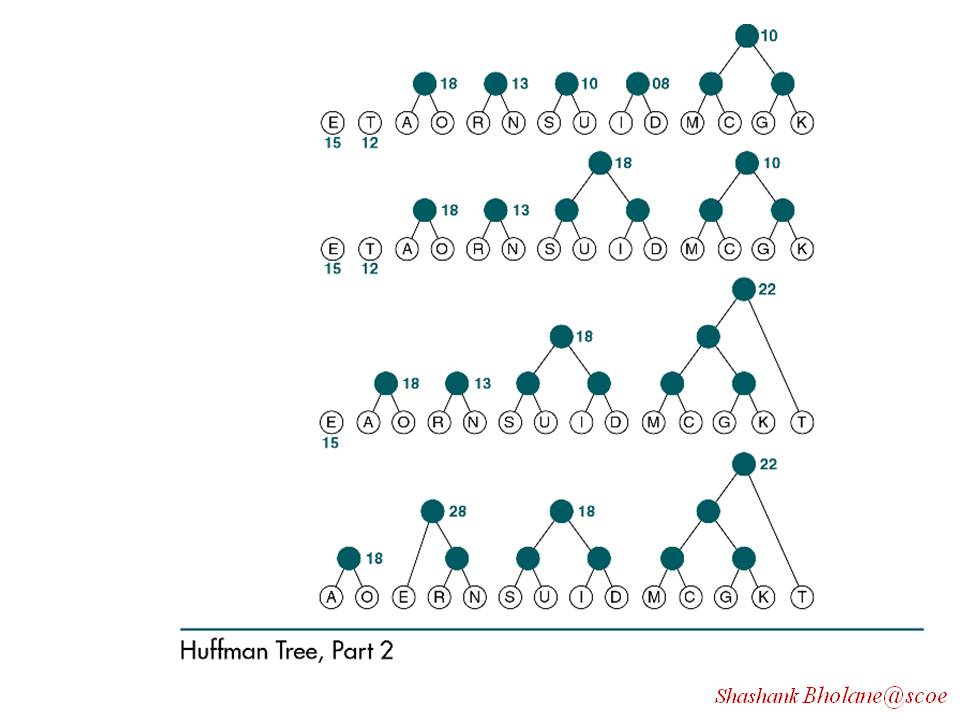 10
18 13 10 08
E T A O R N S U I D M C G K
15 12
18 10
18 13
E T A O R N S U I D M C G K
15 12
22
18
18 13
E A O R N S U I D M C G K T
15
22
28 18
18
A O E R N S U I D M C G K T
Huffman Tree, Part 2
Shashank Bholane@scoe